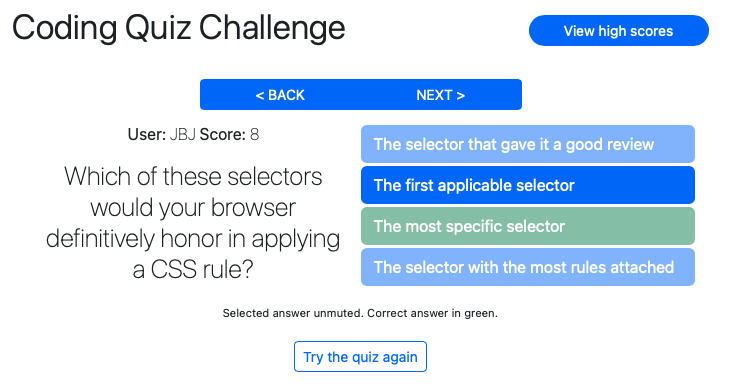 Coding Quiz Challenge
View high scores
< BACK
NEXT >
User: JBJ Score: 8
Which of these selectors
would your browser
definitively honor in applying
a CSS rule?
The selector that gave it a good review
The first applicable selector
The most specific selector
The selector with the most rules attached
Selected answer unmuted. Correct answer in green.
Try the quiz again